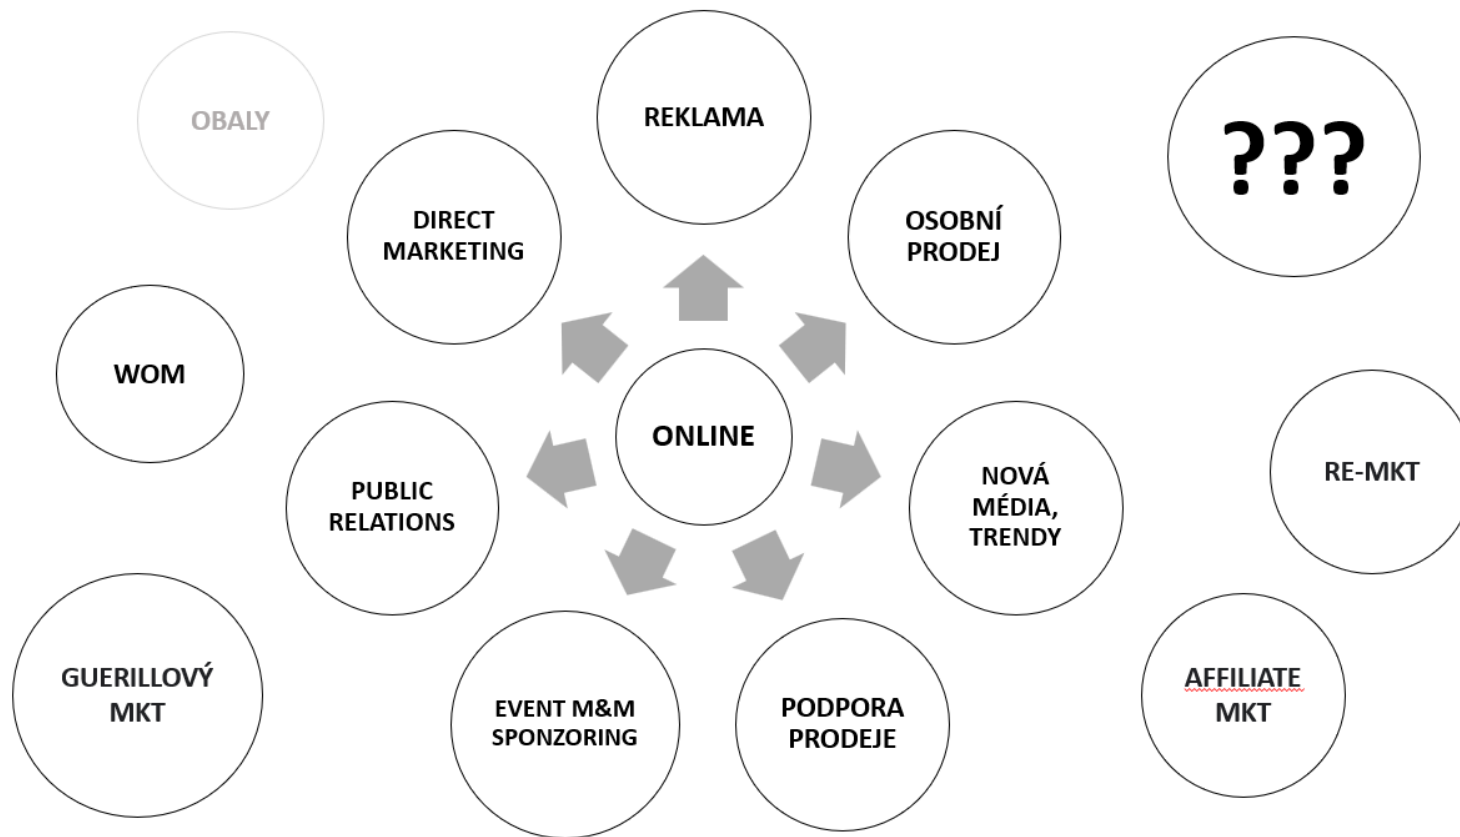 OBALY
REKLAMA
???
DIRECT
MARKETING
OSOBNÍ
PRODEJ
WOM
ONLINE
PUBLIC
RELATIONS
NOVÁ
MÉDIA,
TRENDY
RE-MKT
GUERILLOVÝ
MKT
EVENT M&M
SPONZORING
PODPORA
PRODEJE
AFFILIATE
MKT